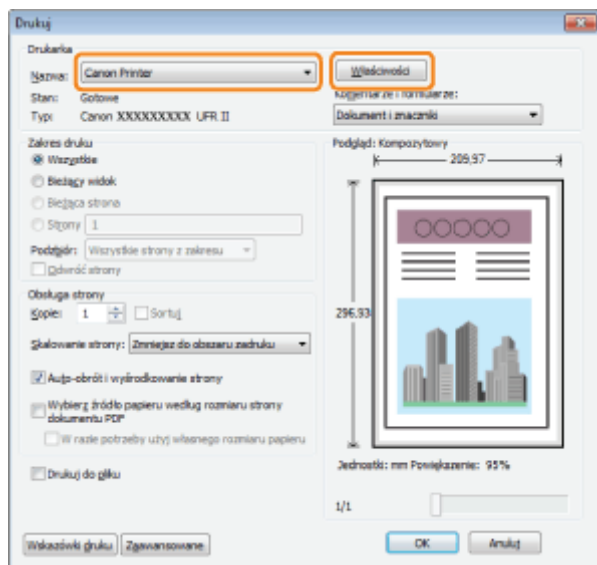 Drukuj
Drukarka
Nazwa: Canon Printer Właściwości
Stan: Gotowe Komentarze i formularze:
Typ: Canon XXXXXXXXX UFR II Dokument i znaczniki
Zakres druku Podgląd: Kompozytowy
Wszystkie 209,97
Bieżący widok
Bieżąca strona
Strony 1
Podzbiór: Wszystkie strony z zakresu
Odwróć strony
Obsługa strony
Kopie: 1 Sortuj 296,93
Skalowanie strony: Zmniejsz do obszaru zadruku
Auto-obrót i wyśrodkowanie strony
Wybierz źródło papieru według rozmiaru strony
dokumentu PDF
W razie potrzeby użyj własnego rozmiaru papieru
Jednostki: mm Powiększenie: 95%
Drukuj do pliku
1/1
Wskazówki druku Zaawansowane OK Anuluj